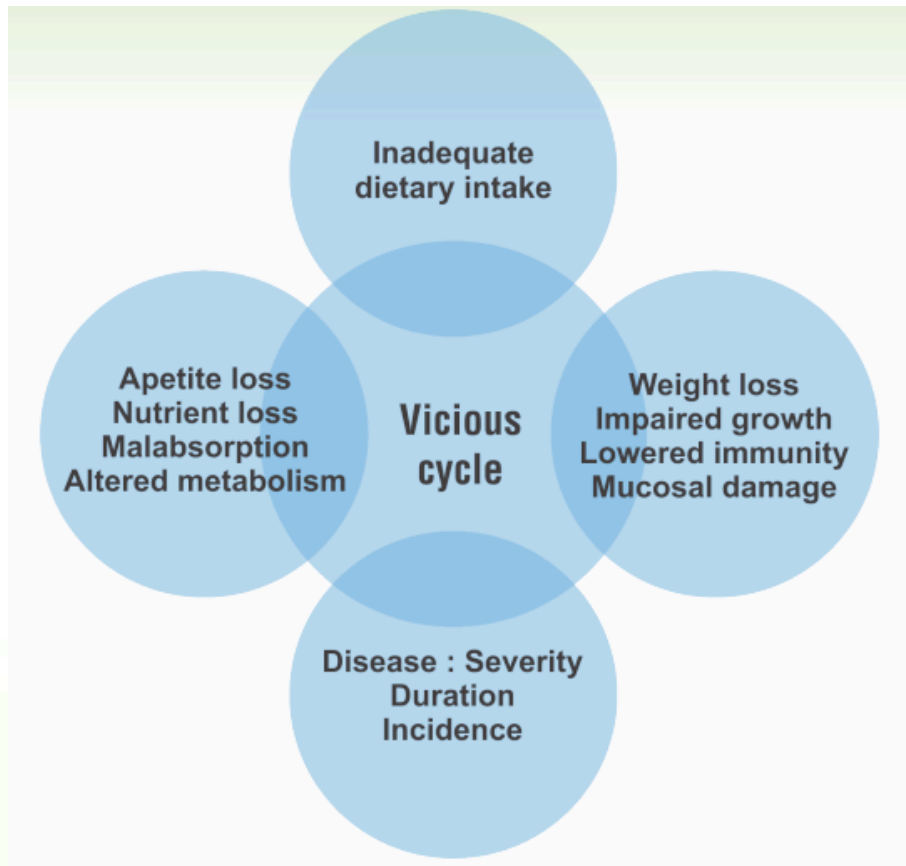 Inadequate
dietary intake
Apetite loss
Nutrient loss
Malabsorption
Altered metabolism
Vicious
cycle
Weight loss
Impaired growth
Lowered immunity
Mucosal damage
Disease : Severity
Duration
Incidence